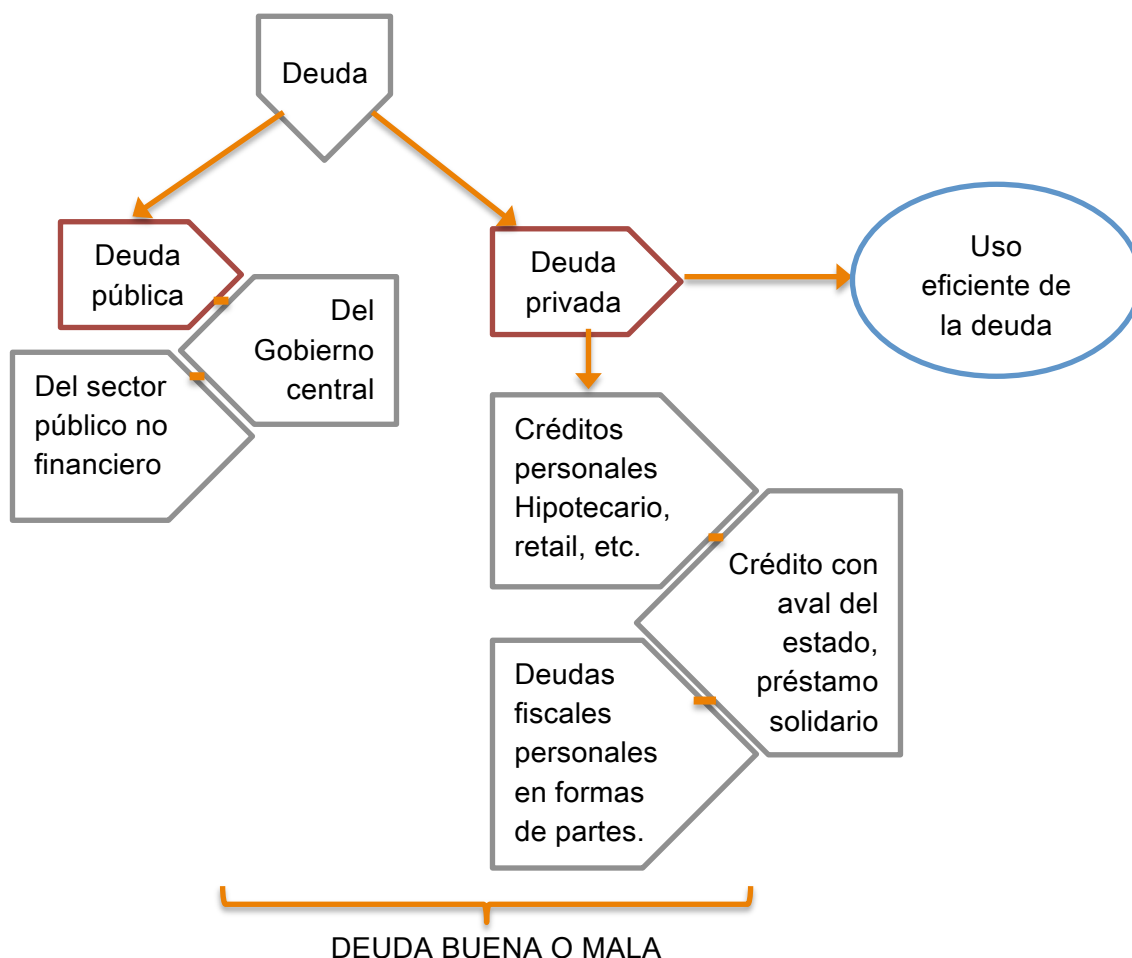 Deuda
Deuda
pública
Del
Gobierno
central
Del sector
público no
financiero
Deuda
privada
Uso
eficiente de
la deuda
Créditos
personales
Hipotecario,
retail, etc.
Crédito con
aval del
estado,
préstamo
solidario
Deudas
fiscales
personales
en formas
de partes.
DEUDA BUENA O MALA